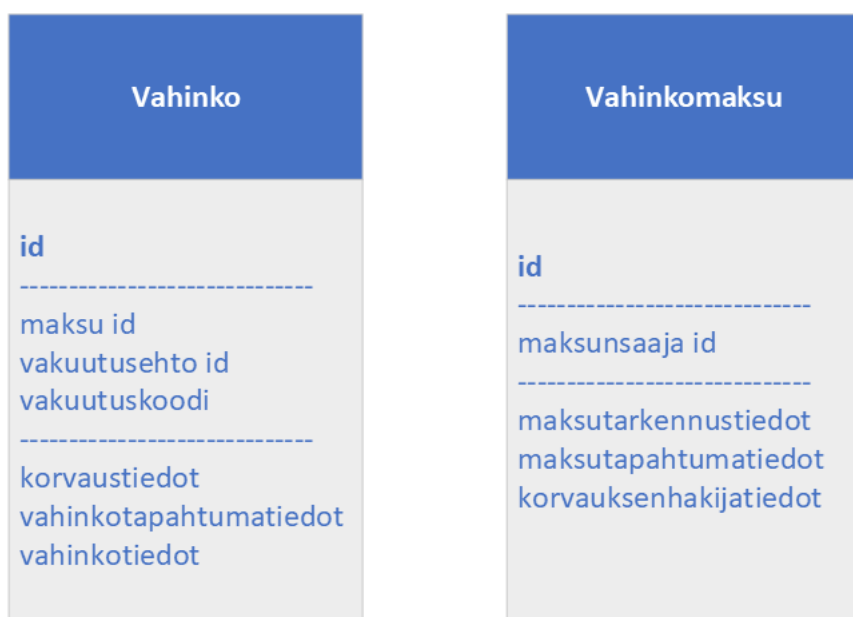 Vahinko
id
------------------------------
maksu id
vakuutusehto id
vakuutuskoodi
------------------------------
korvaustiedot
vahinkotapahtumatiedot
vahinkotiedot
Vahinkomaksu
id
------------------------------
maksunsaaja id
------------------------------
maksutarkennustiedot
maksutapahtumatiedot
korvauksenhakijatiedot